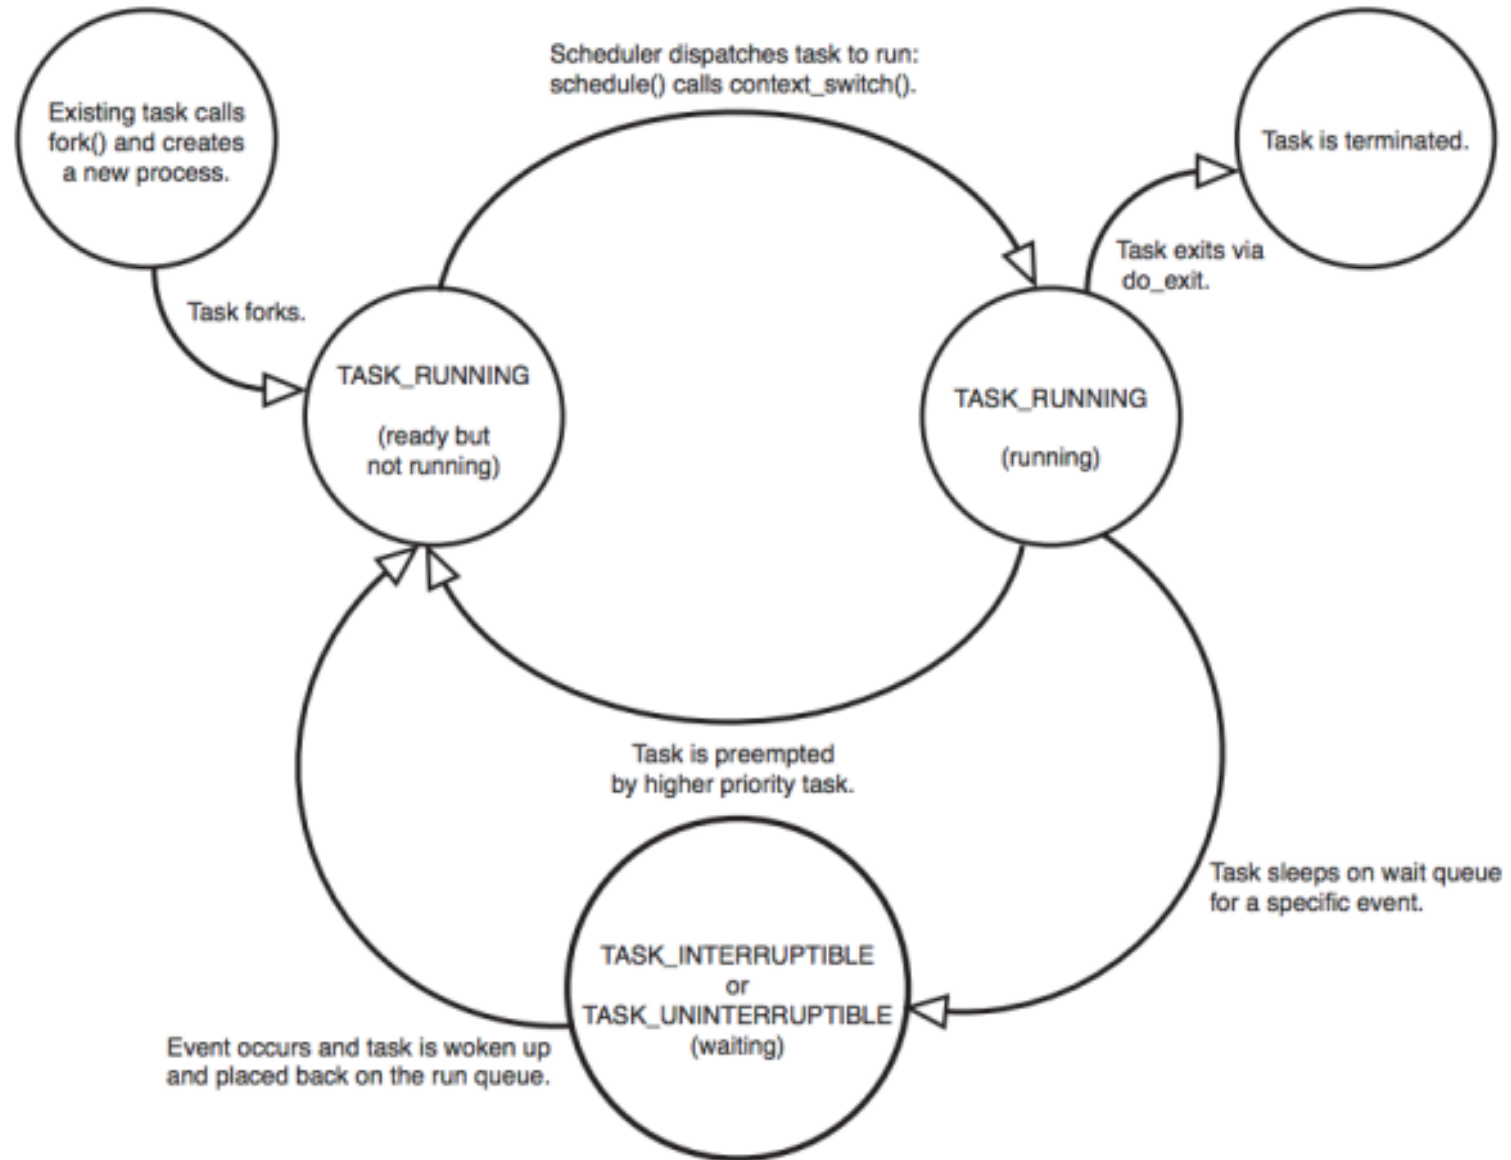 Existing task calls
fork() and creates
a new process.
Scheduler dispatches task to run:
schedule() calls context_switch().
Task is terminated.
Task exits via
do_exit.
Task forks.
TASK_RUNNING
(ready but
not running)
TASK_RUNNING
(running)
Task is preempted
by higher priority task.
Task sleeps on wait queue
for a specific event.
TASK_INTERRUPTIBLE
or
TASK_UNINTERRUPTIBLE
(waiting)
Event occurs and task is woken up
and placed back on the run queue.